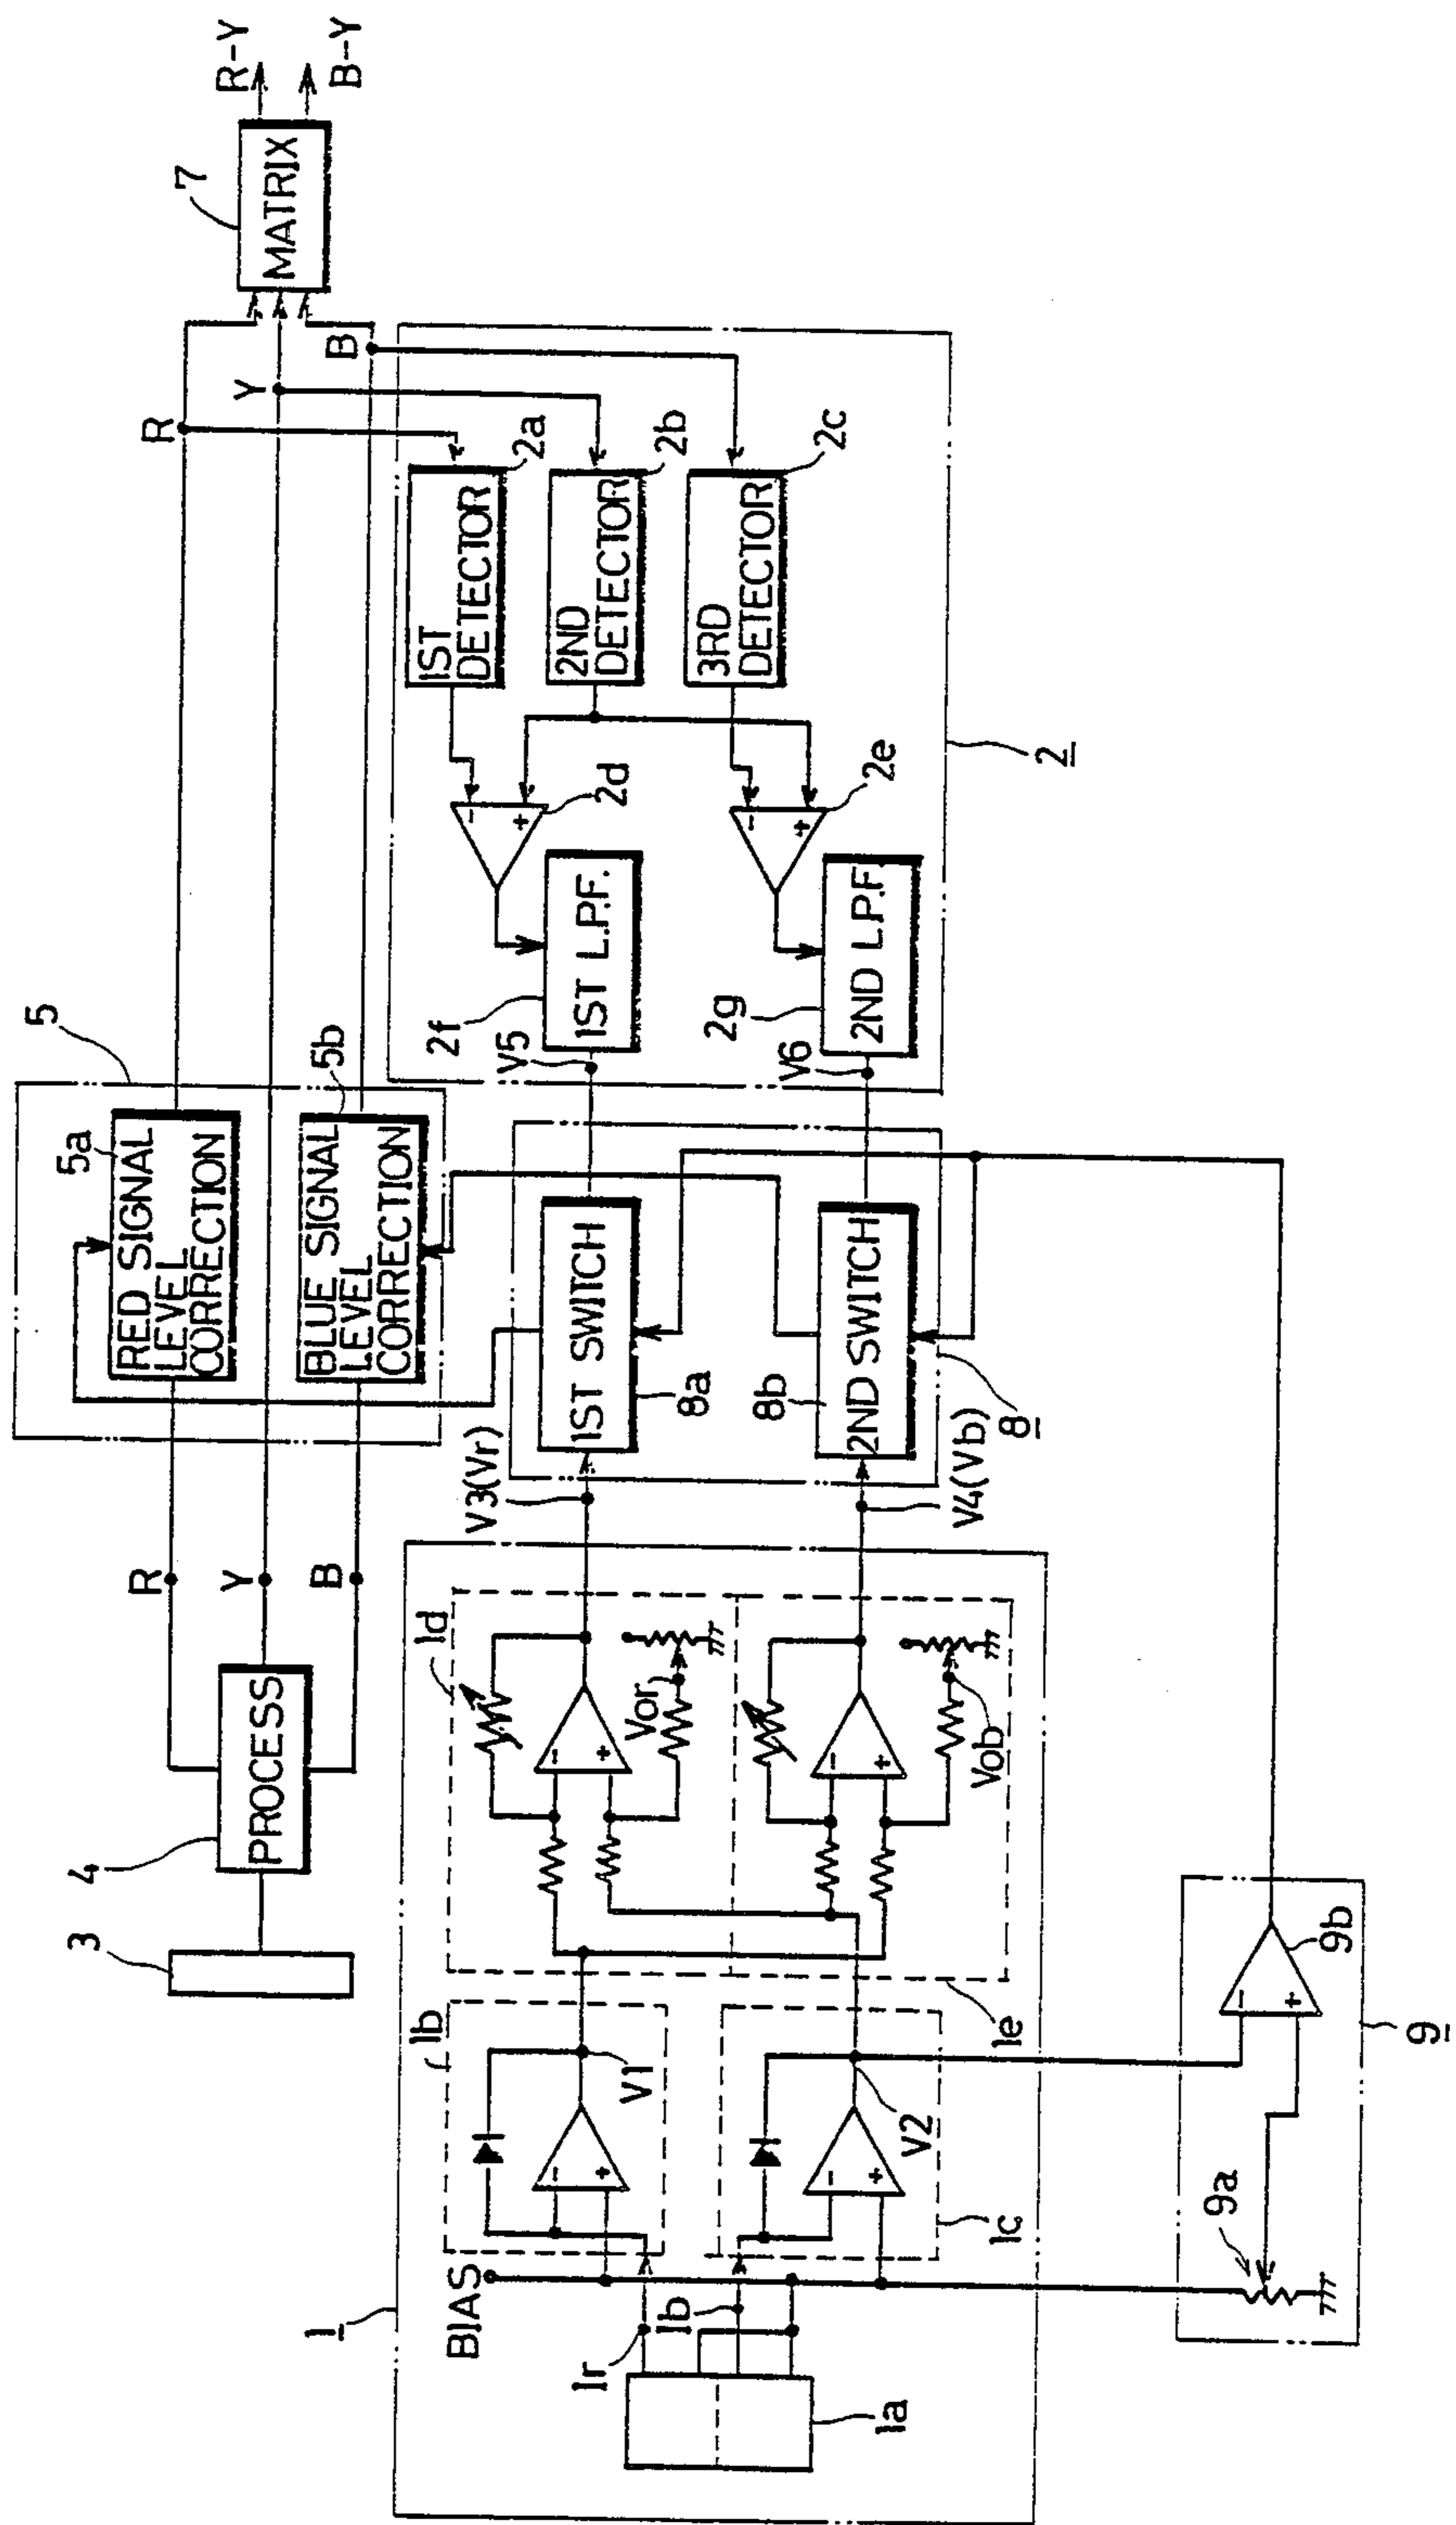 R-Y
B-Y
7
MATRIX
R
Y
B
5
5a
RED SIGNAL
LEVEL
CORRECTION
5b
BLUE SIGNAL
LEVEL
CORRECTION
R
Y
B
4
PROCESS
3
1ST
DETECTOR
2a
2ND
DETECTOR
2b
3RD
DETECTOR
2c
-
+
2d
-
+
2e
2
2f
1ST L.P.F.
2g
2ND L.P.F.
V5
V6
1ST SWITCH
8a
2ND SWITCH
8b
8
V3(Vr)
V4(Vb)
1d
-
+
Vor
-
+
Vob
1e
1b
-
+
V1
-
+
V2
1c
1
BIAS
Ir
Ib
1a
9a
-
+
9b
9